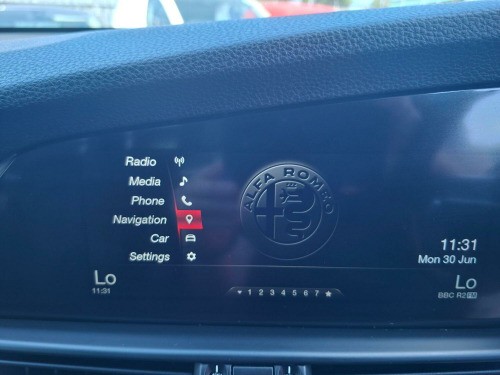 Radio
Media
Phone
Navigation
Car
Settings
ALFA ROMEO
11:31
Mon 30 Jun
Lo
11:31
Lo
BBC R2 FM
1 2 3 4 5 6 7